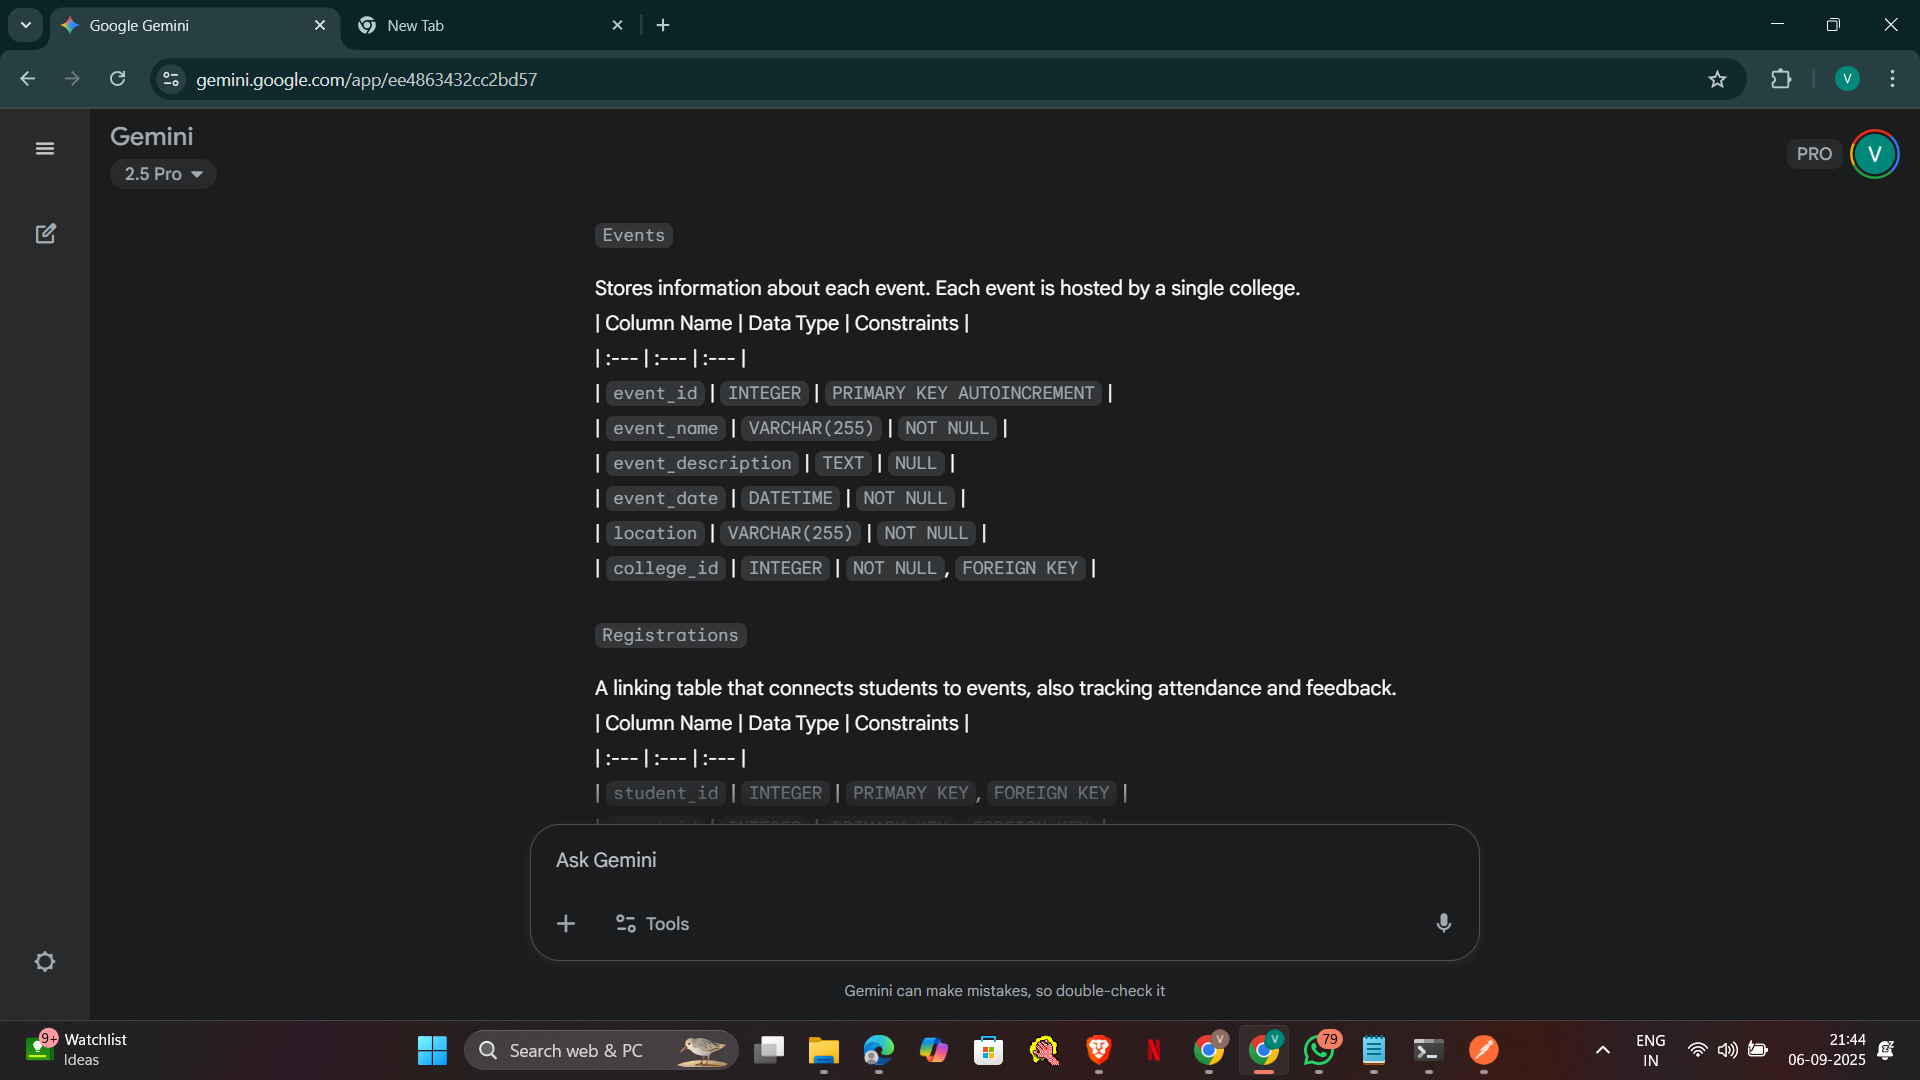 Google Gemini
New Tab
gemini.google.com/app/ee4863432cc2bd57
V
Gemini
2.5 Pro
PRO
V
Events
Stores information about each event. Each event is hosted by a single college.
| Column Name | Data Type | Constraints |
| :--- | :--- | :--- |
| event_id | INTEGER | PRIMARY KEY AUTOINCREMENT |
| event_name | VARCHAR(255) | NOT NULL |
| event_description | TEXT | NULL |
| event_date | DATETIME | NOT NULL |
| location | VARCHAR(255) | NOT NULL |
| college_id | INTEGER | NOT NULL, FOREIGN KEY |
Registrations
A linking table that connects students to events, also tracking attendance and feedback.
| Column Name | Data Type | Constraints |
| :--- | :--- | :--- |
| student_id | INTEGER | PRIMARY KEY, FOREIGN KEY |
Ask Gemini
Tools
Gemini can make mistakes, so double-check it
9+
Watchlist
Ideas
Search web & PC
N
V
V
79
ENG
IN
21:44
06-09-2025